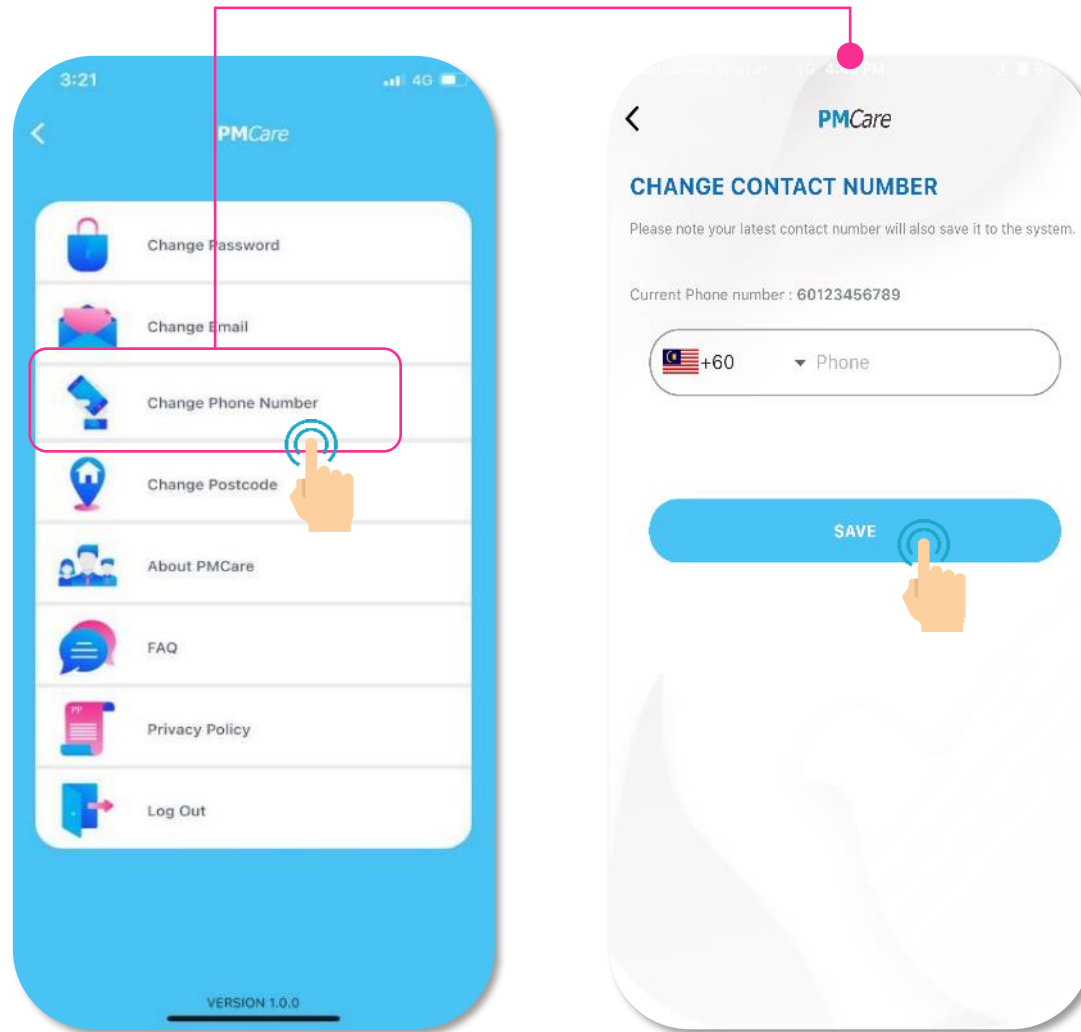 3:21
4G
PMCare
Change Password
Change Email
Change Phone Number
Change Postcode
About PMCare
FAQ
PP
Privacy Policy
Log Out
VERSION 1.0.0
PMCare
CHANGE CONTACT NUMBER
Please note your latest contact number will also save it to the system.
Current Phone number : 60123456789
+60 Phone
SAVE